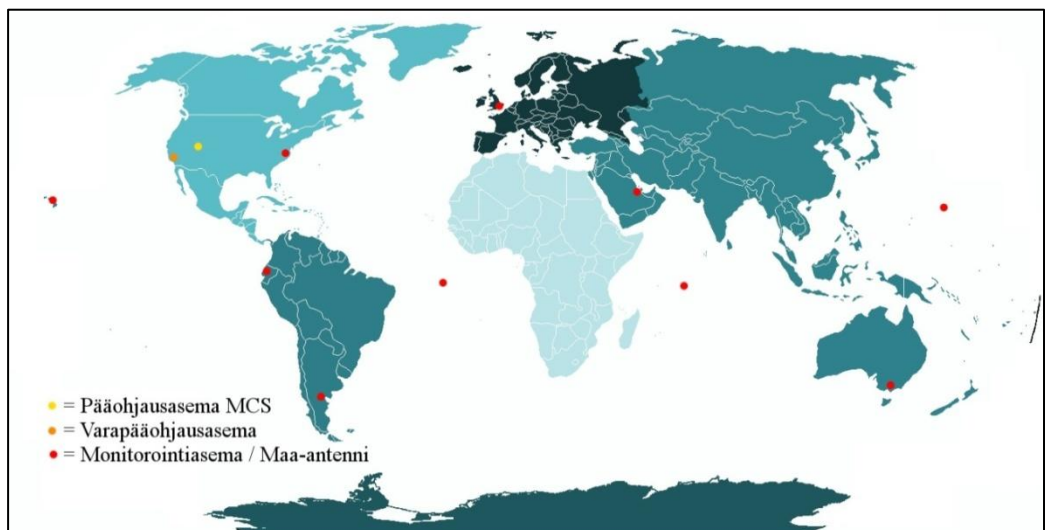 = Pääohjausasema MCS
= Varapääohjausasema
= Monitorointiasema / Maa-antenni